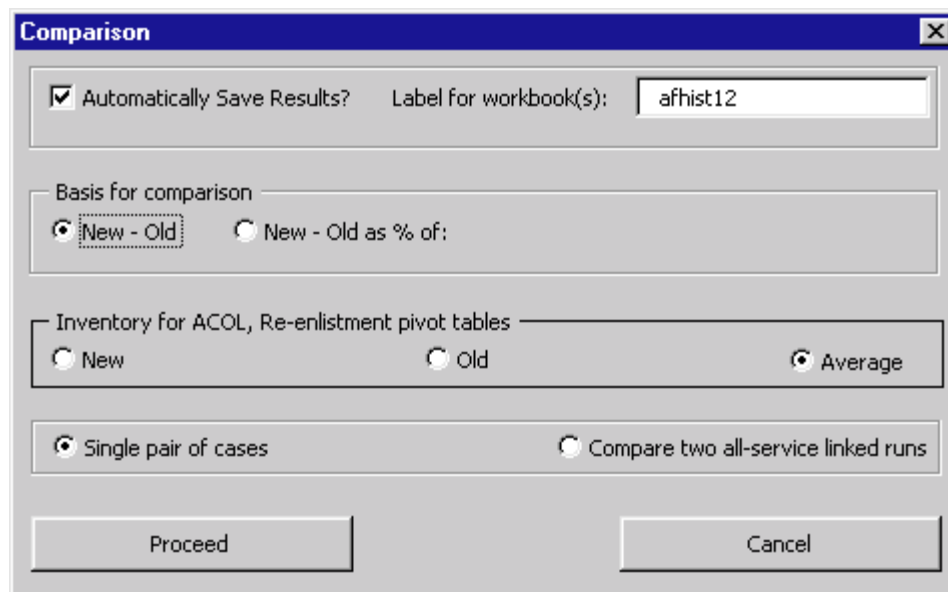 Comparison
Automatically Save Results? Label for workbook(s): afhist12
Basis for comparison
New - Old New - Old as % of:
Inventory for ACOL, Re-enlistment pivot tables
New Old Average
Single pair of cases Compare two all-service linked runs
Proceed Cancel